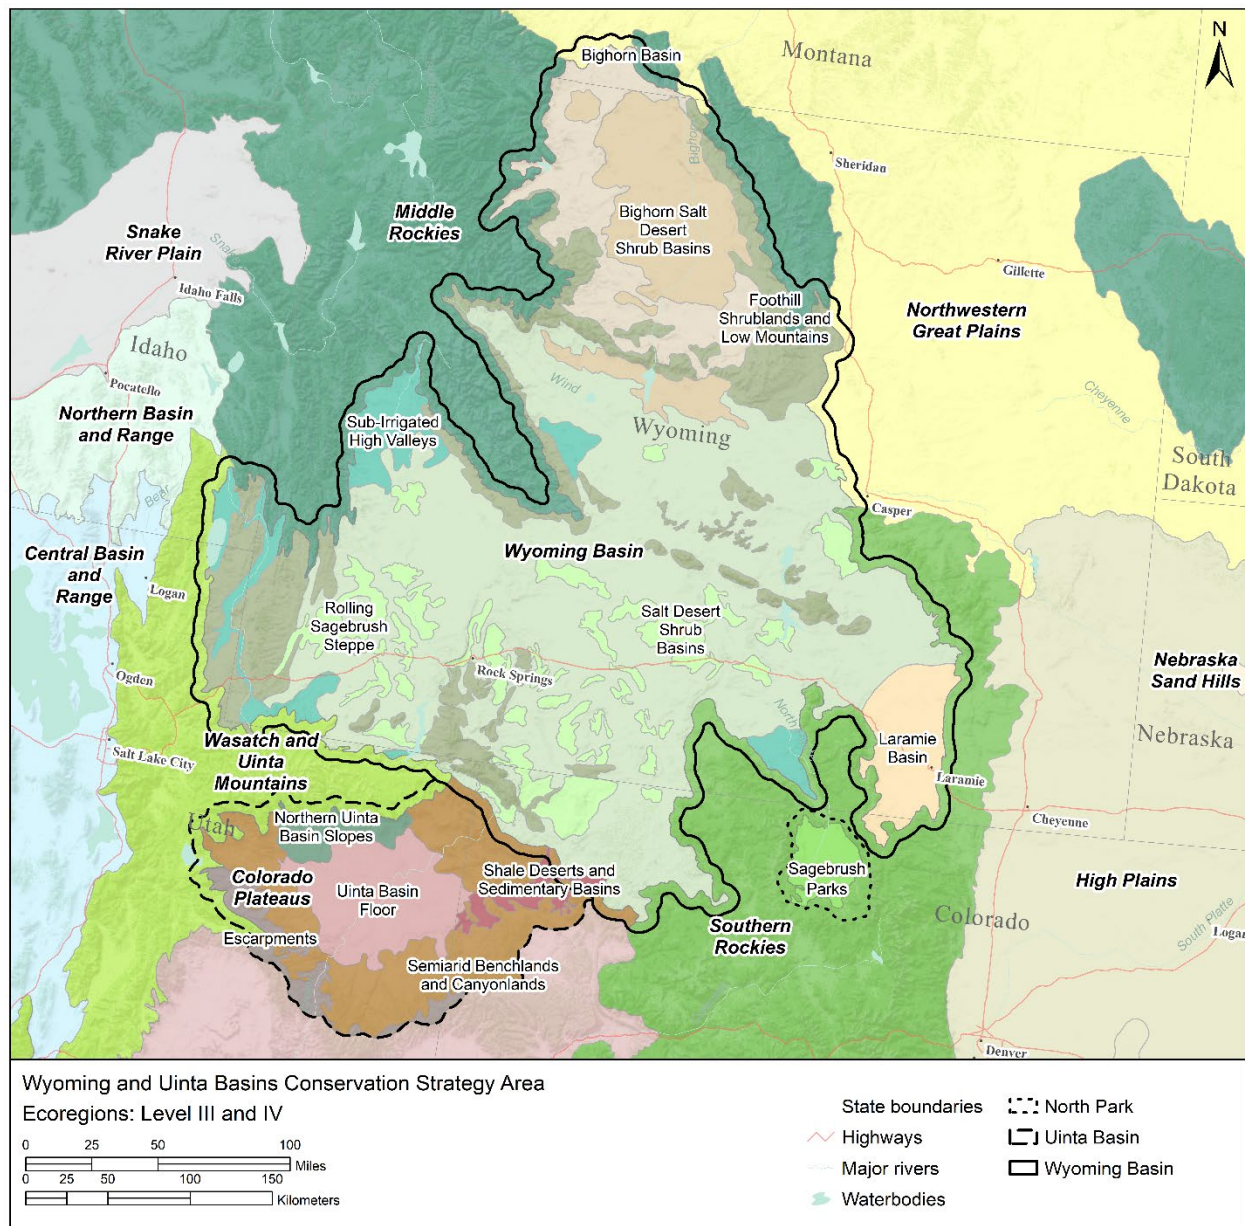 N
Montana
Bighorn Basin
Bighorn
Sheridan
Middle
Rockies
Bighorn Salt
Desert
Shrub Basins
Snake
River Plain
Snake
Idaho Falls
Gillette
Foothill
Shrublands and
Low Mountains
Northwestern
Great Plains
Idaho
Pocatello
Wind
Cheyenne
Northern Basin
and Range
Sub-Irrigated
High Valleys
Wyoming
South
Dakota
Bear
Casper
Central Basin
and
Range
Logan
Wyoming Basin
Rolling
Sagebrush
Steppe
Salt Desert
Shrub
Basins
Ogden
Rock Springs
Nebraska
Sand Hills
North
Nebraska
Wasatch and
Uinta
Mountains
Salt Lake City
Laramie
Basin
Laramie
Cheyenne
Utah
Northern Uinta
Basin Slopes
Colorado
Plateaus
Uinta Basin
Floor
Shale Deserts and
Sedimentary Basins
Sagebrush
Parks
High Plains
Colorado
South Platte
Logan
Escarpments
Southern
Rockies
Semiarid Benchlands
and Canyonlands
Denver
Wyoming and Uinta Basins Conservation Strategy Area
Ecoregions: Level III and IV
0 25 50 100
Miles
0 25 50 100 150
Kilometers
State boundaries
Highways
Major rivers
Waterbodies
North Park
Uinta Basin
Wyoming Basin